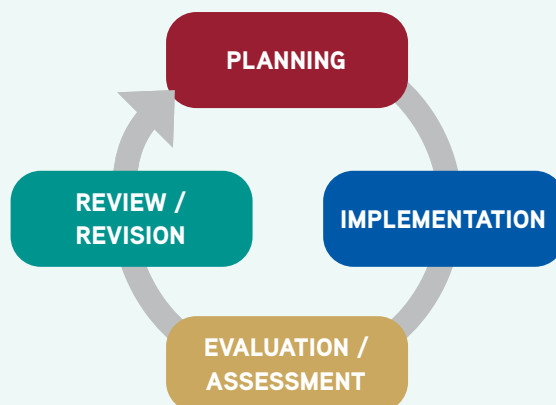 PLANNING
IMPLEMENTATION
EVALUATION /
ASSESSMENT
REVIEW /
REVISION